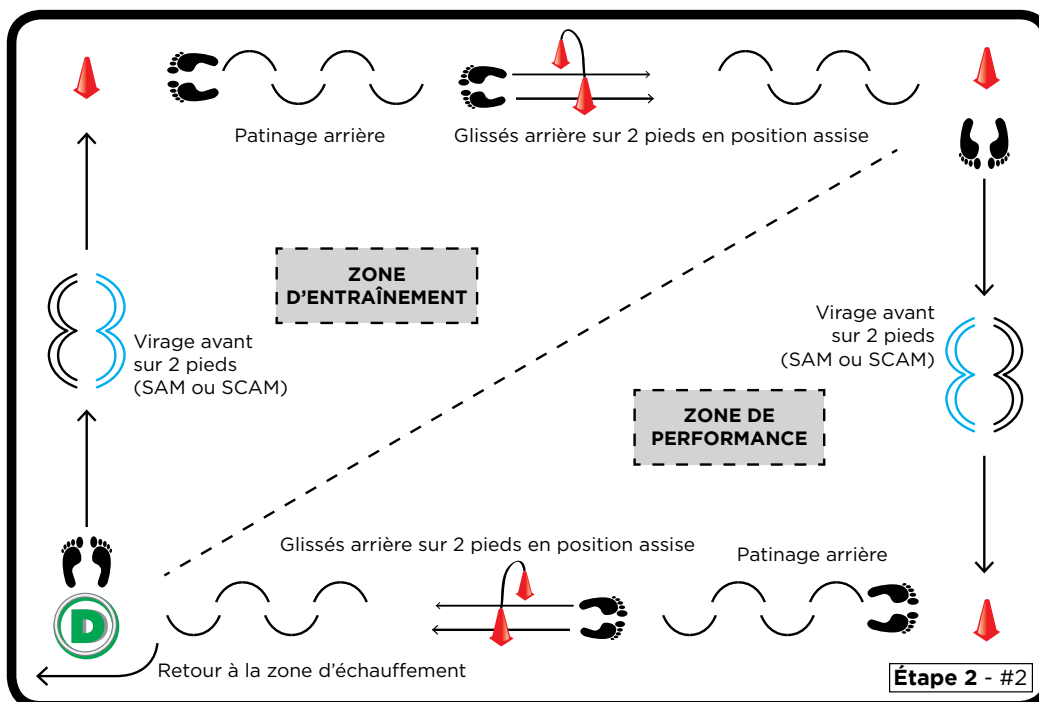 Patinage arrière
Glissés arrière sur 2 pieds en position assise
ZONE
D'ENTRAÎNEMENT
Virage avant
sur 2 pieds
(SAM ou SCAM)
Virage avant
sur 2 pieds
(SAM ou SCAM)
ZONE DE
PERFORMANCE
Glissés arrière sur 2 pieds en position assise
Patinage arrière
D
Retour à la zone d'échauffement
Étape 2 - #2